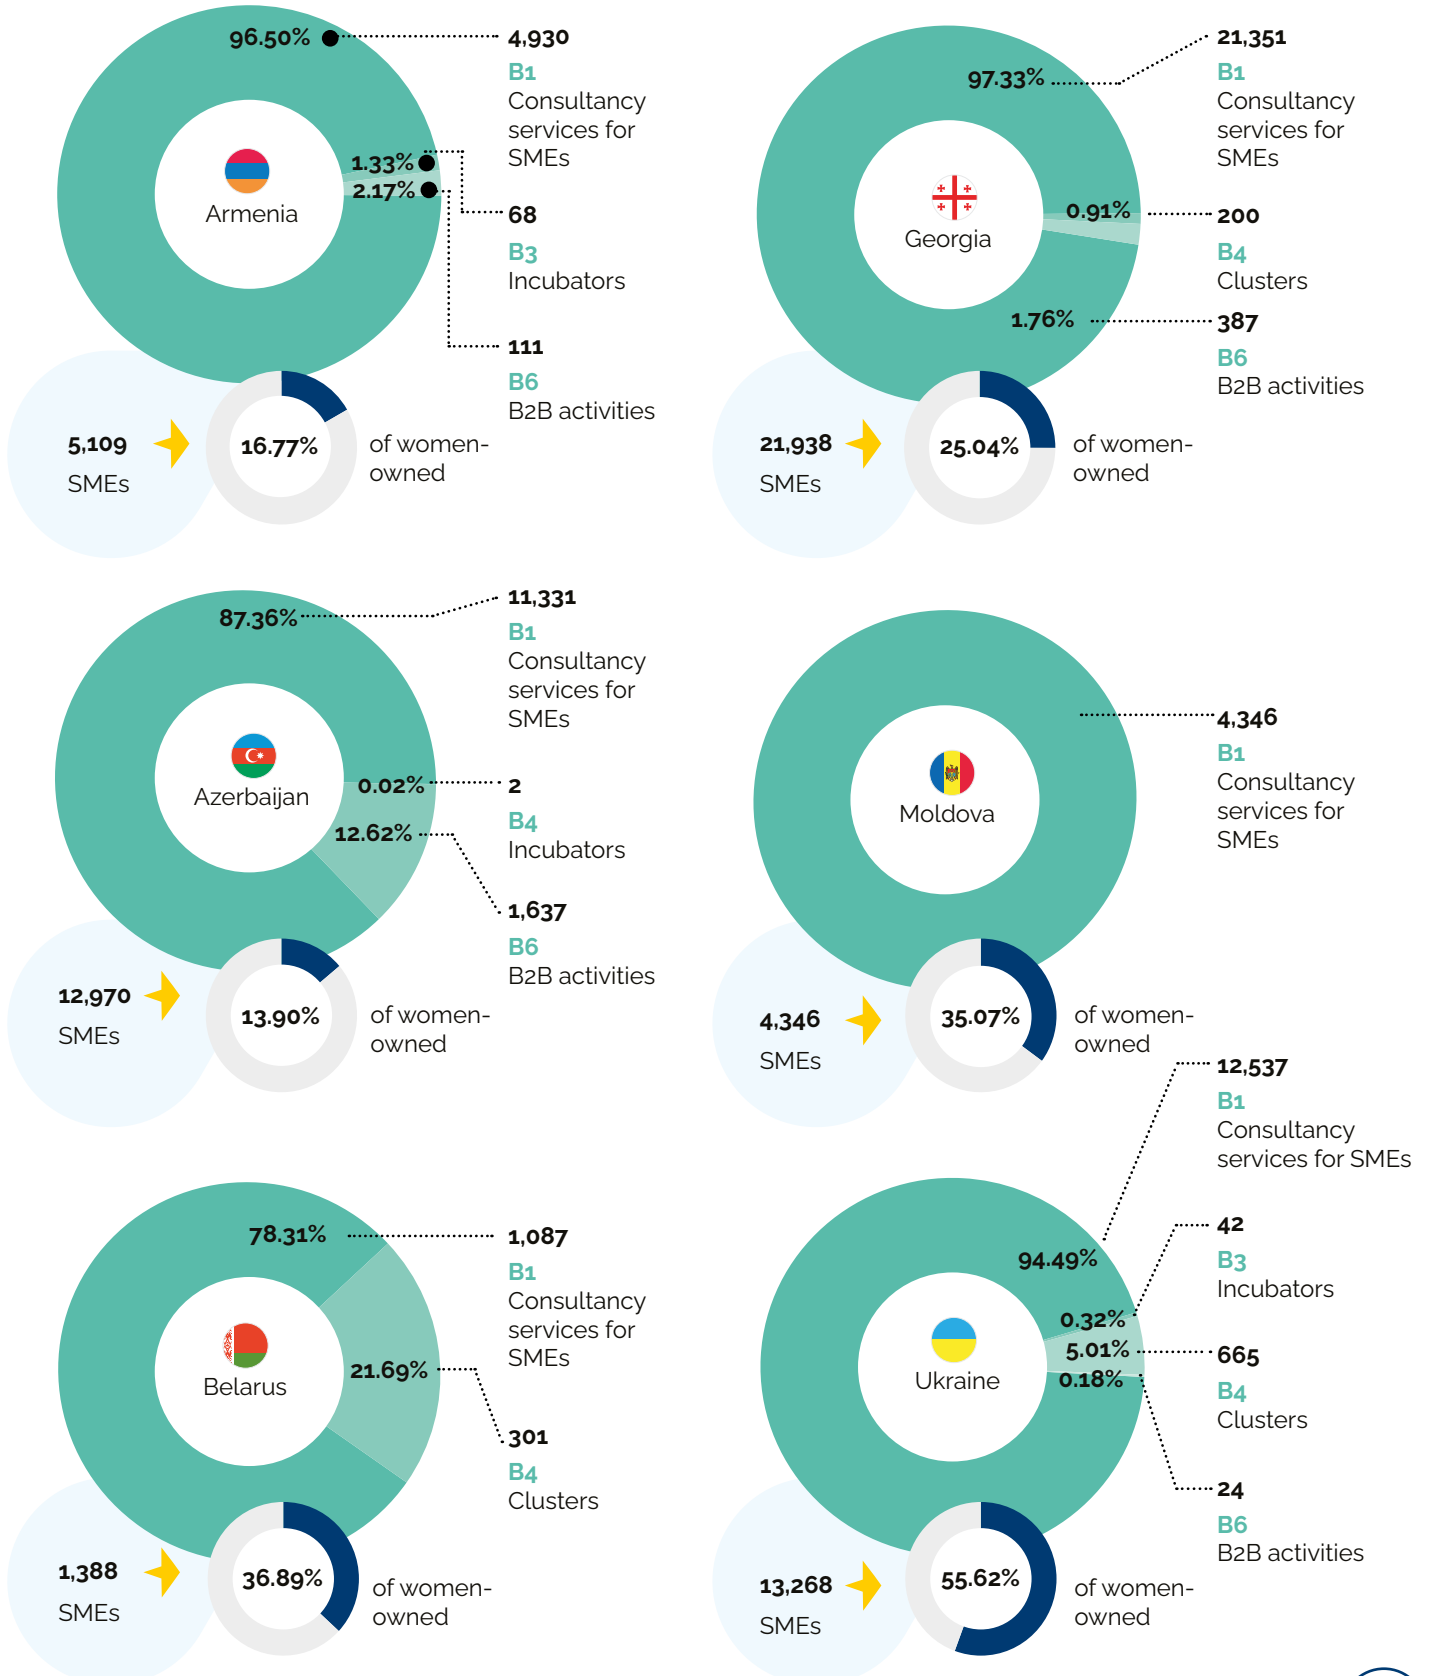 96.50%
4,930
B1
Consultancy
services for
SMEs
1.33%
2.17%
Armenia
68
B3
Incubators
111
B6
B2B activities
5,109
SMEs
16.77%
of women-
owned
97.33%
21,351
B1
Consultancy
services for
SMEs
0.91%
Georgia
200
B4
Clusters
1.76%
387
B6
B2B activities
21,938
SMEs
25.04%
of women-
owned
87.36%
11,331
B1
Consultancy
services for
SMEs
Azerbaijan
0.02%
2
B4
Incubators
12.62%
1,637
B6
B2B activities
12,970
SMEs
13.90%
of women-
owned
4,346
B1
Consultancy
services for
SMEs
Moldova
4,346
SMEs
35.07%
of women-
owned
78.31%
1,087
B1
Consultancy
services for
SMEs
Belarus
21.69%
301
B4
Clusters
1,388
SMEs
36.89%
of women-
owned
12,537
B1
Consultancy
services for SMEs
94.49%
42
B3
Incubators
0.32%
5.01%
0.18%
Ukraine
665
B4
Clusters
24
B6
B2B activities
13,268
SMEs
55.62%
of women-
owned